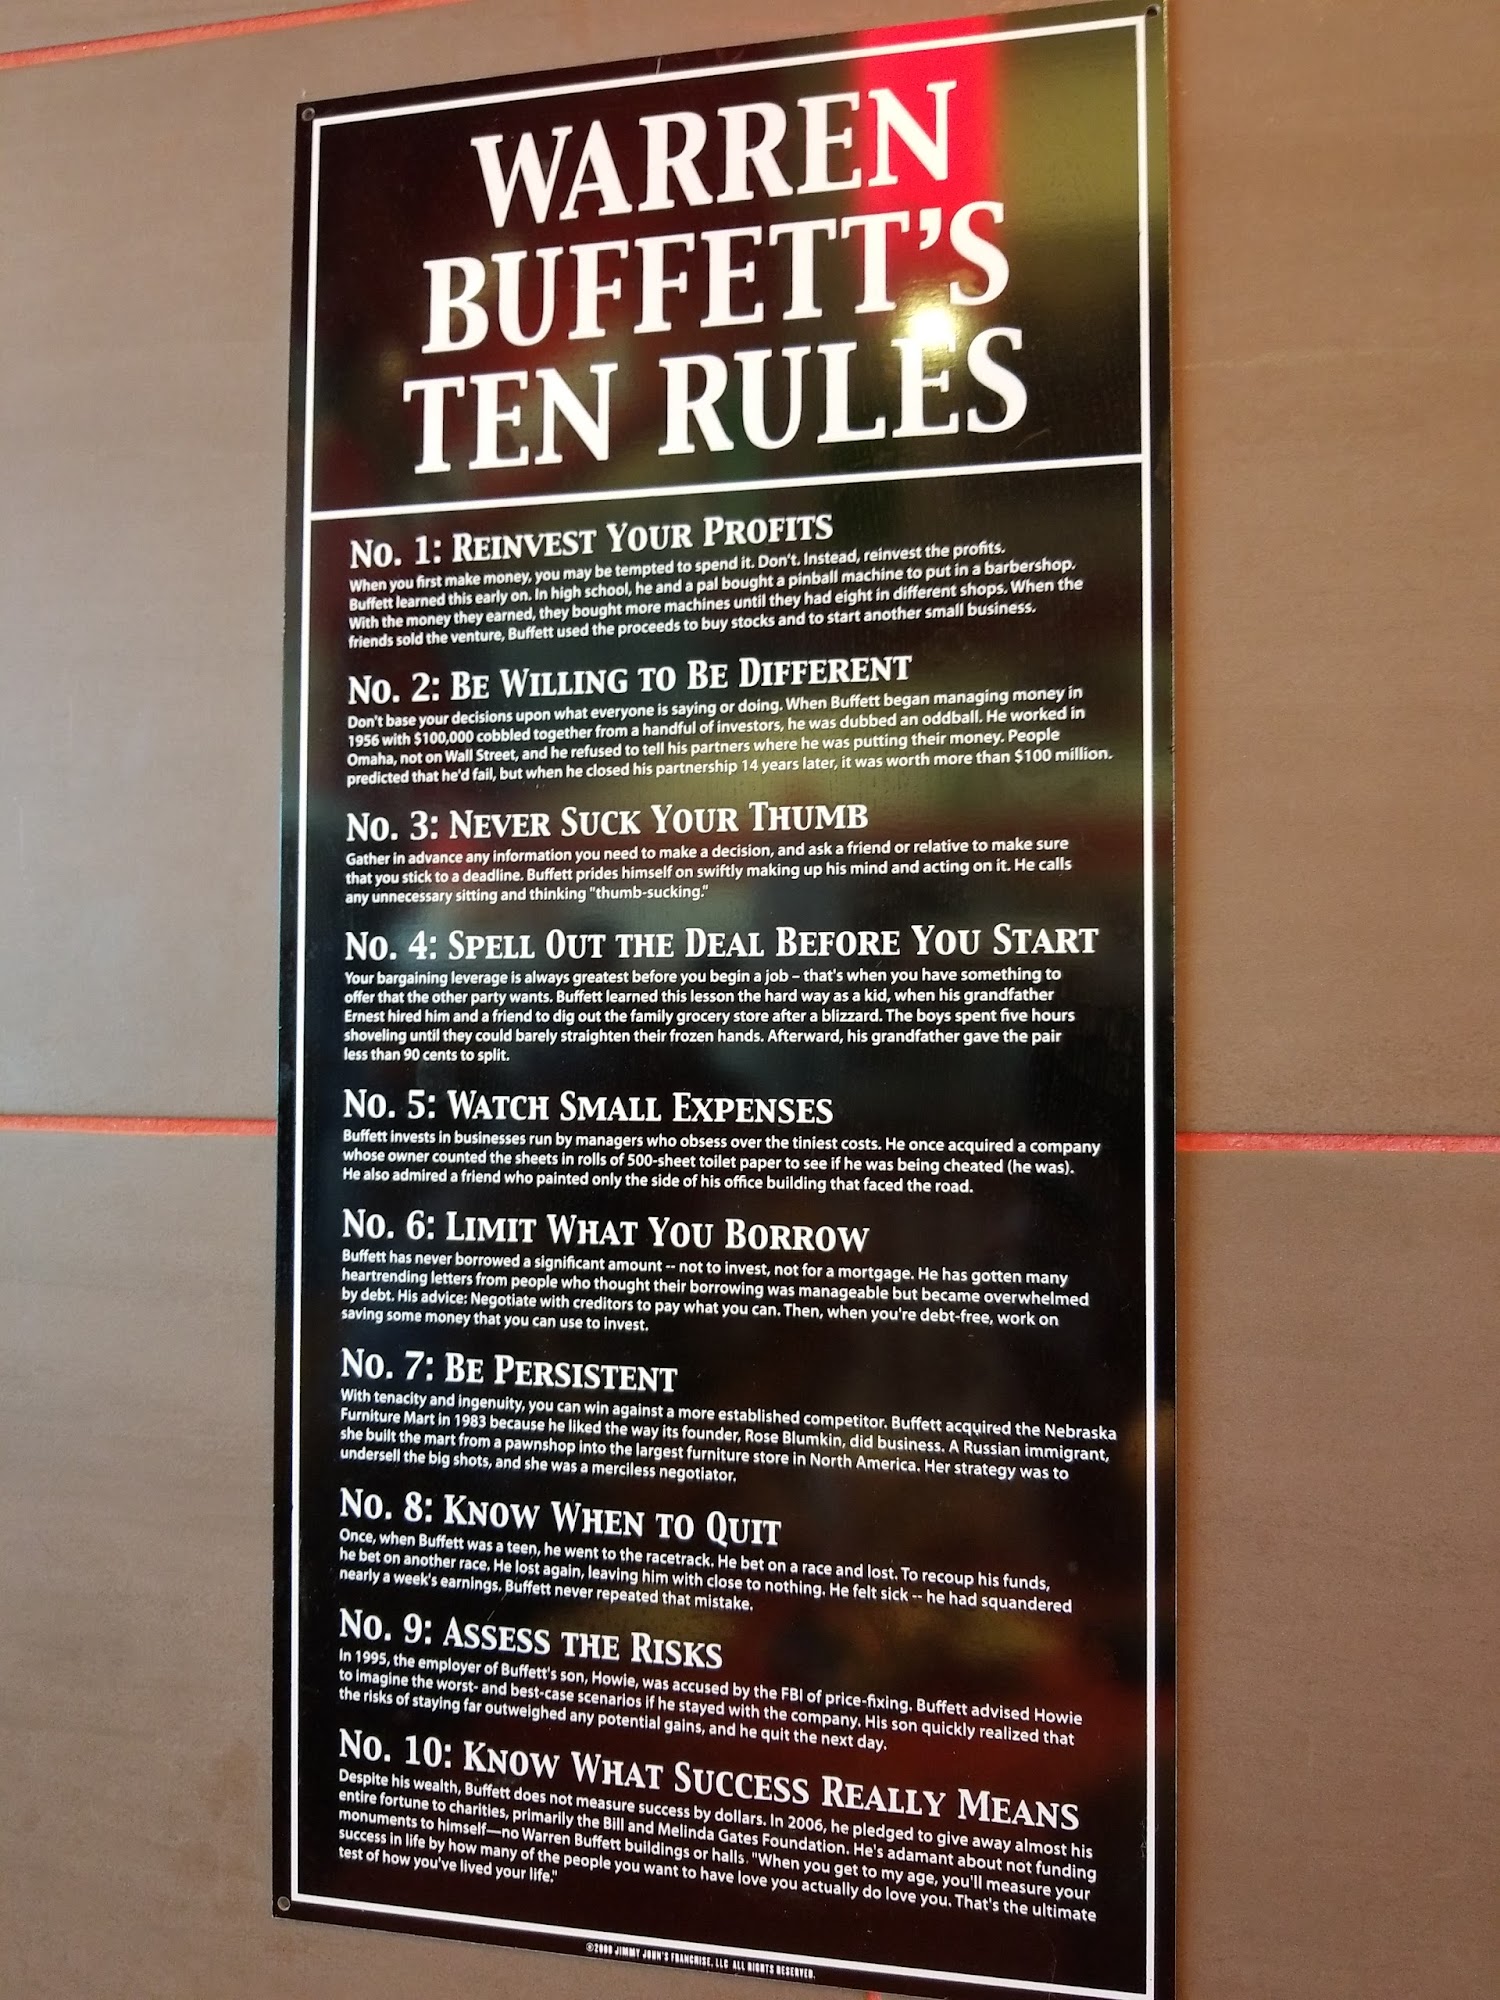 WARREN
BUFFETT'S
TEN RULES
No. 1: REINVEST YOUR PROFITS
When you first make money, you may be tempted to spend it. Don't. Instead, reinvest the profits.
Buffett learned this early on. In high school, he and a pal bought a pinball machine to put in a barbershop.
With the money they earned, they bought more machines until they had eight in different shops. When the
friends sold the venture, Buffett used the proceeds to buy stocks and to start another small business.
No. 2: BE WILLING TO BE DIFFERENT
Don't base your decisions upon what everyone is saying or doing. When Buffett began managing money in
1956 with $100,000 cobbled together from a handful of investors, he was dubbed an oddball. He worked in
Omaha, not on Wall Street, and he refused to tell his partners where he was putting their money. People
predicted that he'd fail, but when he closed his partnership 14 years later, it was worth more than $100 million.
No. 3: NEVER SUCK YOUR THUMB
Gather in advance any information you need to make a decision, and ask a friend or relative to make sure
that you stick to a deadline. Buffett prides himself on swiftly making up his mind and acting on it. He calls
any unnecessary sitting and thinking "thumb-sucking."
No. 4: SPELL OUT THE DEAL BEFORE YOU START
Your bargaining leverage is always greatest before you begin a job – that's when you have something to
offer that the other party wants. Buffett learned this lesson the hard way as a kid, when his grandfather
Ernest hired him and a friend to dig out the family grocery store after a blizzard. The boys spent five hours
shoveling until they could barely straighten their frozen hands. Afterward, his grandfather gave the pair
less than 90 cents to split.
No. 5: WATCH SMALL EXPENSES
Buffett invests in businesses run by managers who obsess over the tiniest costs. He once acquired a company
whose owner counted the sheets in rolls of 500-sheet toilet paper to see if he was being cheated (he was).
He also admired a friend who painted only the side of his office building that faced the road.
No. 6: LIMIT WHAT YOU BORROW
Buffett has never borrowed a significant amount -- not to invest, not for a mortgage. He has gotten many
heartrending letters from people who thought their borrowing was manageable but became overwhelmed
by debt. His advice: Negotiate with creditors to pay what you can. Then, when you're debt-free, work on
saving some money that you can use to invest.
No. 7: BE PERSISTENT
With tenacity and ingenuity, you can win against a more established competitor. Buffett acquired the Nebraska
Furniture Mart in 1983 because he liked the way its founder, Rose Blumkin, did business. A Russian immigrant,
she built the mart from a pawnshop into the largest furniture store in North America. Her strategy was to
undersell the big shots, and she was a merciless negotiator.
No. 8: KNOW WHEN TO QUIT
Once, when Buffett was a teen, he went to the racetrack. He bet on a race and lost. To recoup his funds,
he bet on another race. He lost again, leaving him with close to nothing. He felt sick -- he had squandered
nearly a week's earnings. Buffett never repeated that mistake.
No. 9: ASSESS THE RISKS
In 1995, the employer of Buffett's son, Howie, was accused by the FBI of price-fixing. Buffett advised Howie
to imagine the worst- and best-case scenarios if he stayed with the company. His son quickly realized that
the risks of staying far outweighed any potential gains, and he quit the next day.
No. 10: KNOW WHAT SUCCESS REALLY MEANS
Despite his wealth, Buffett does not measure success by dollars. In 2006, he pledged to give away almost his
entire fortune to charities, primarily the Bill and Melinda Gates Foundation. He's adamant about not funding
monuments to himself—no Warren Buffett buildings or halls. "When you get to my age, you'll measure your
success in life by how many of the people you want to have love you actually do love you. That's the ultimate
test of how you've lived your life."
JIMMY JOHN'S FRANCHISE, LLC ALL RIGHTS RESERVED.